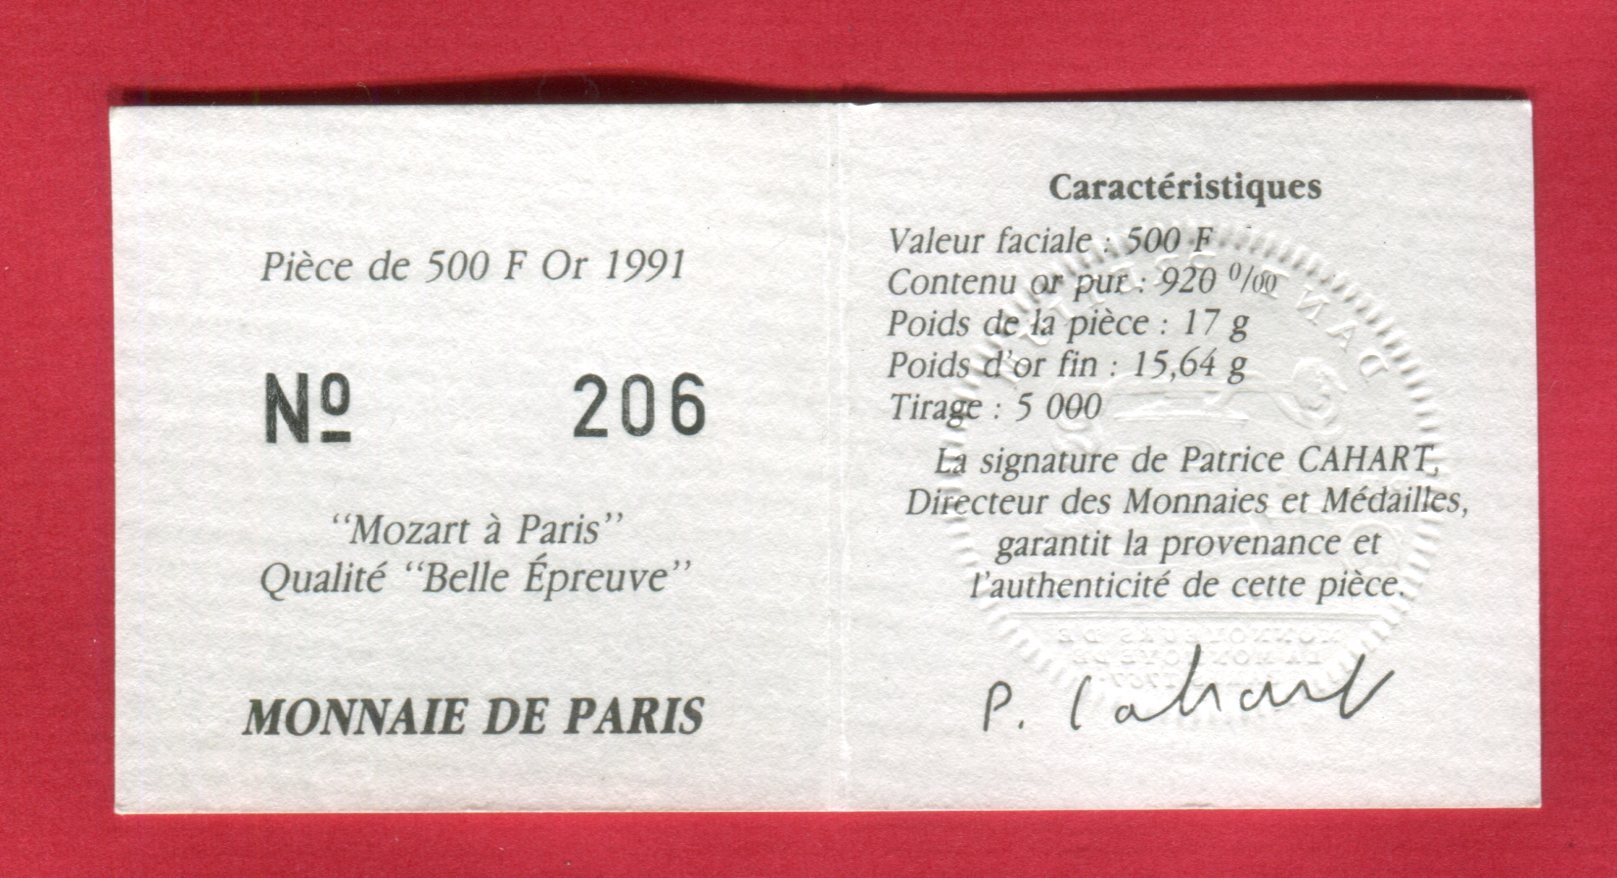 Pièce de 500 F Or 1991
Nº 206
“Mozart à Paris”
Qualité “Belle Épreuve”
MONNAIE DE PARIS
Caractéristiques
Valeur faciale : 500 F
Contenu or pur : 920 0/00
Poids de la pièce : 17 g
Poids d'or fin : 15,64 g
Tirage : 5 000
La signature de Patrice CAHART,
Directeur des Monnaies et Médailles,
garantit la provenance et
l'authenticité de cette pièce.
P. Cahart